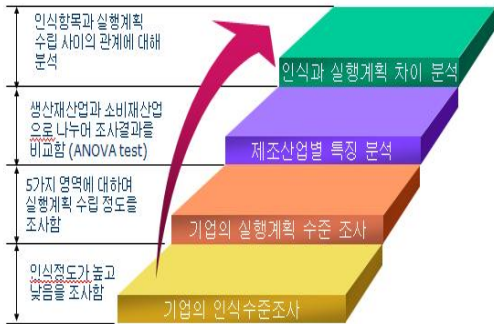 인식항목과 실행계획
수립 사이의 관계에 대해
분석
인식과 실행계획 차이 분석
생산재산업과 소비재산업
으로 나누어 조사결과를
비교함 (ANOVA test)
제조산업별 특징 분석
5가지 영역에 대하여
실행계획 수립 정도를
조사함
기업의 실행계획 수준 조사
인식정도가 높고
낮음을 조사함
기업의 인식수준조사